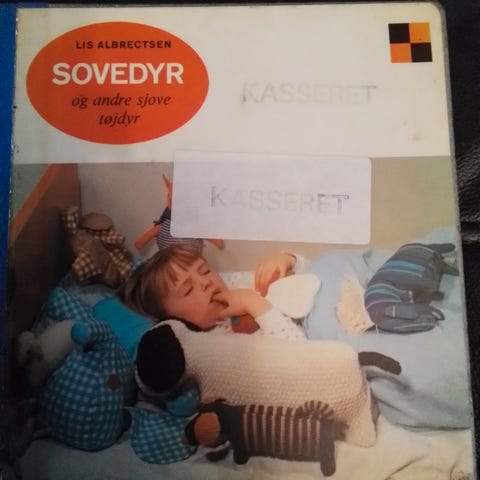 LIS ALBRECTSEN
SOVEDYR
og andre sjove
tøjdyr
KASSERET
KASSERET